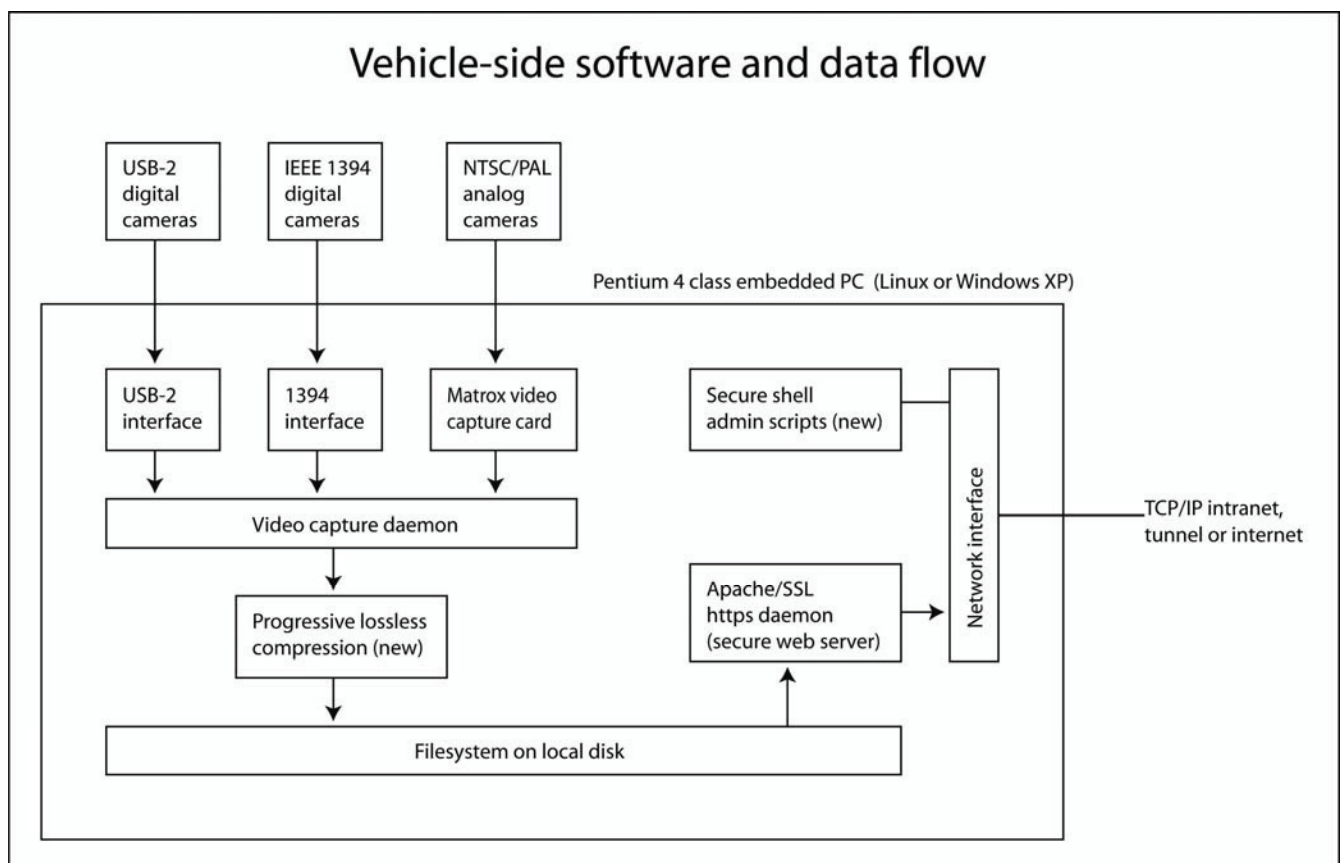 Vehicle-side software and data flow
USB-2
digital
cameras
IEEE 1394
digital
cameras
NTSC/PAL
analog
cameras
Pentium 4 class embedded PC (Linux or Windows XP)
USB-2
interface
1394
interface
Matrox video
capture card
Secure shell
admin scripts (new)
Network interface
TCP/IP intranet,
tunnel or internet
Video capture daemon
Progressive lossless
compression (new)
Apache/SSL
https daemon
(secure web server)
Filesystem on local disk